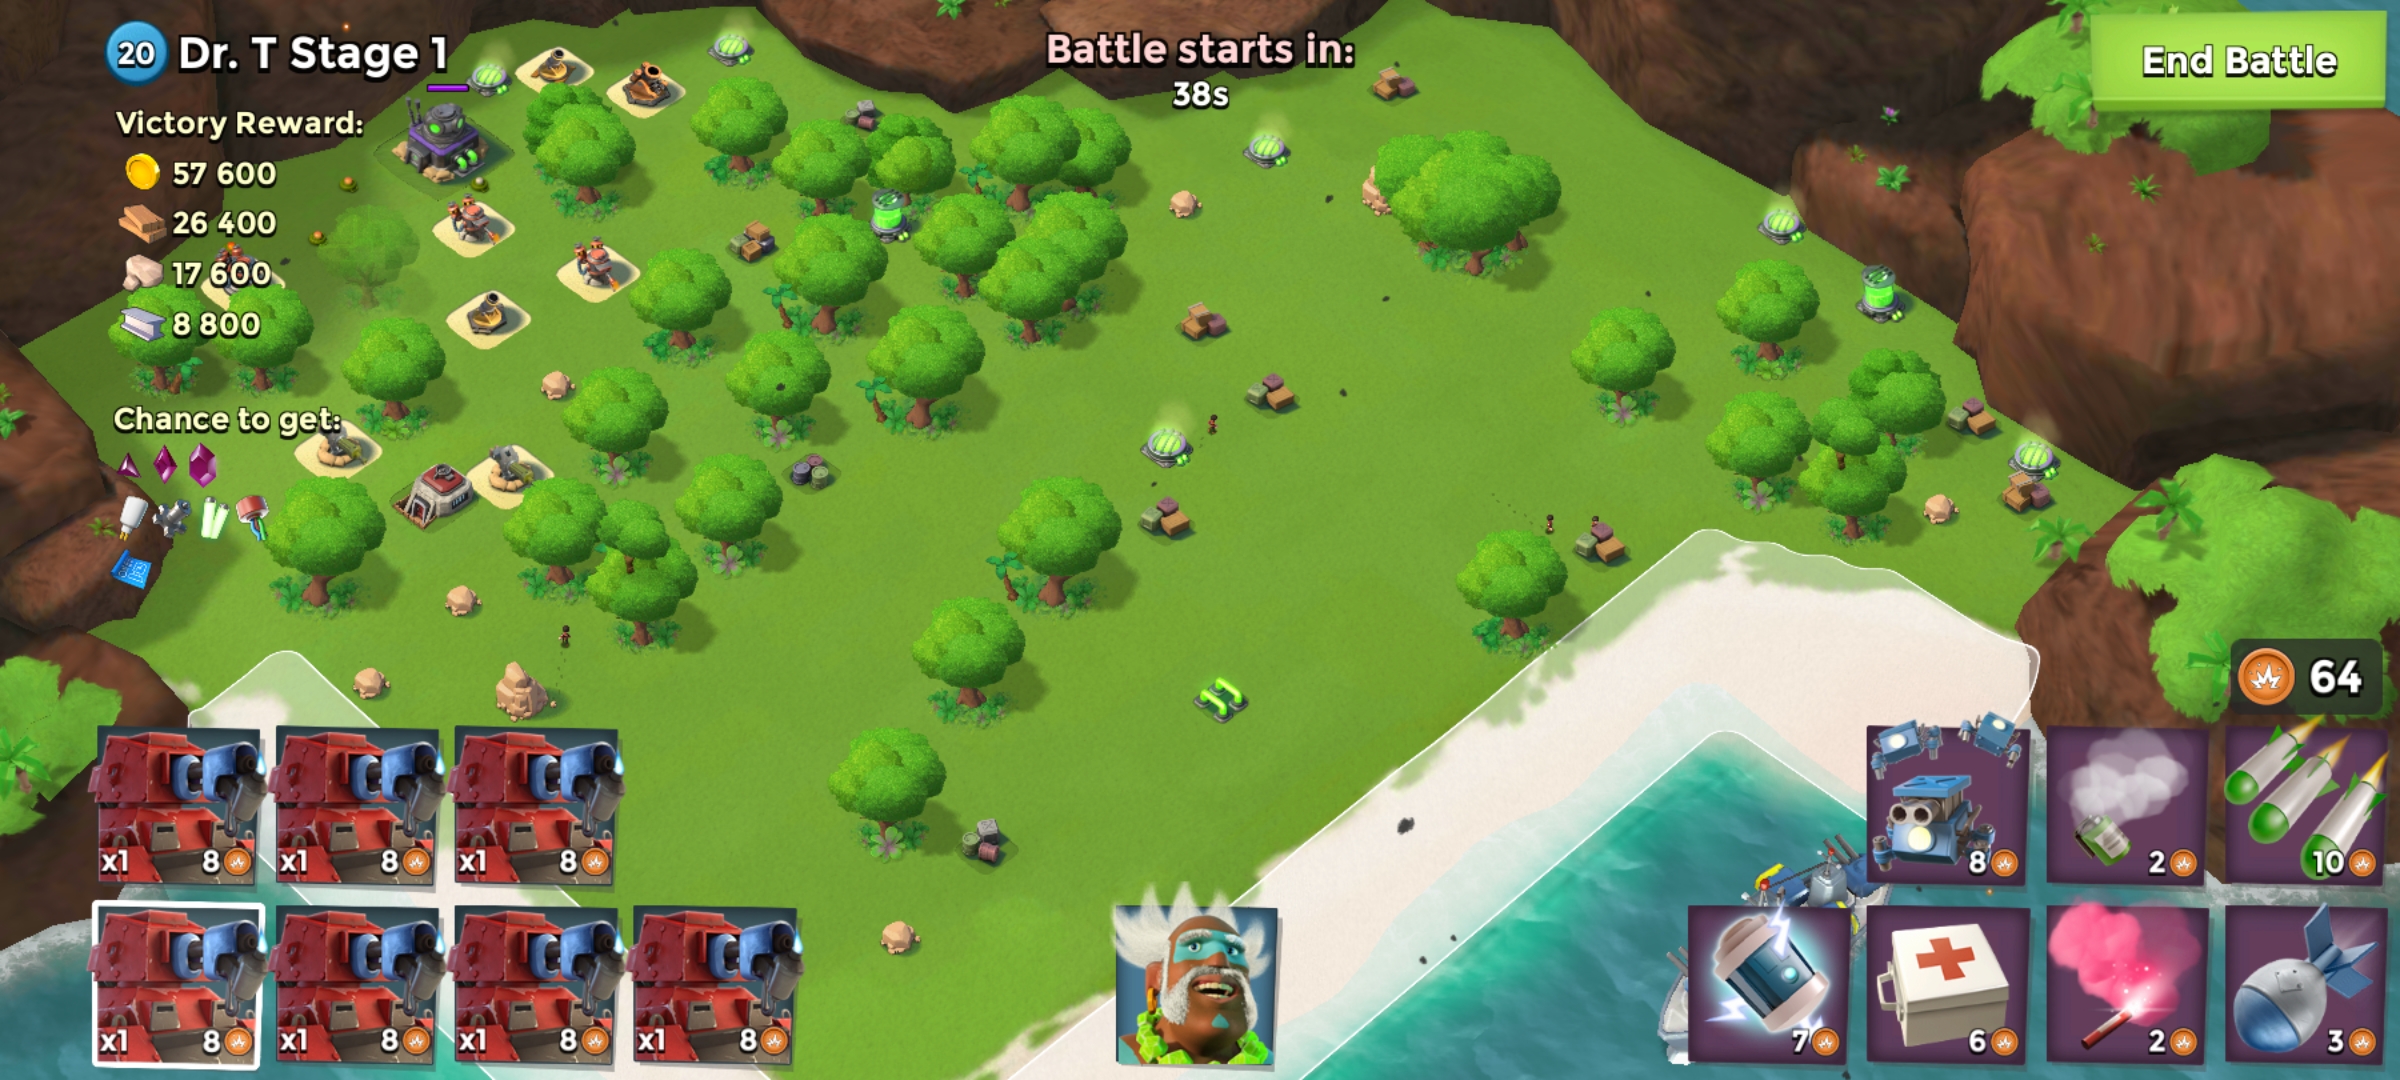 20 Dr. T Stage 1
Battle starts in:
38s
End Battle
Victory Reward:
57 600
26 400
17 600
8 800
Chance to get:
64
x1 8
x1 8
x1 8
8
2
10
x1 8
x1 8
x1 8
x1 8
7
6
2
3